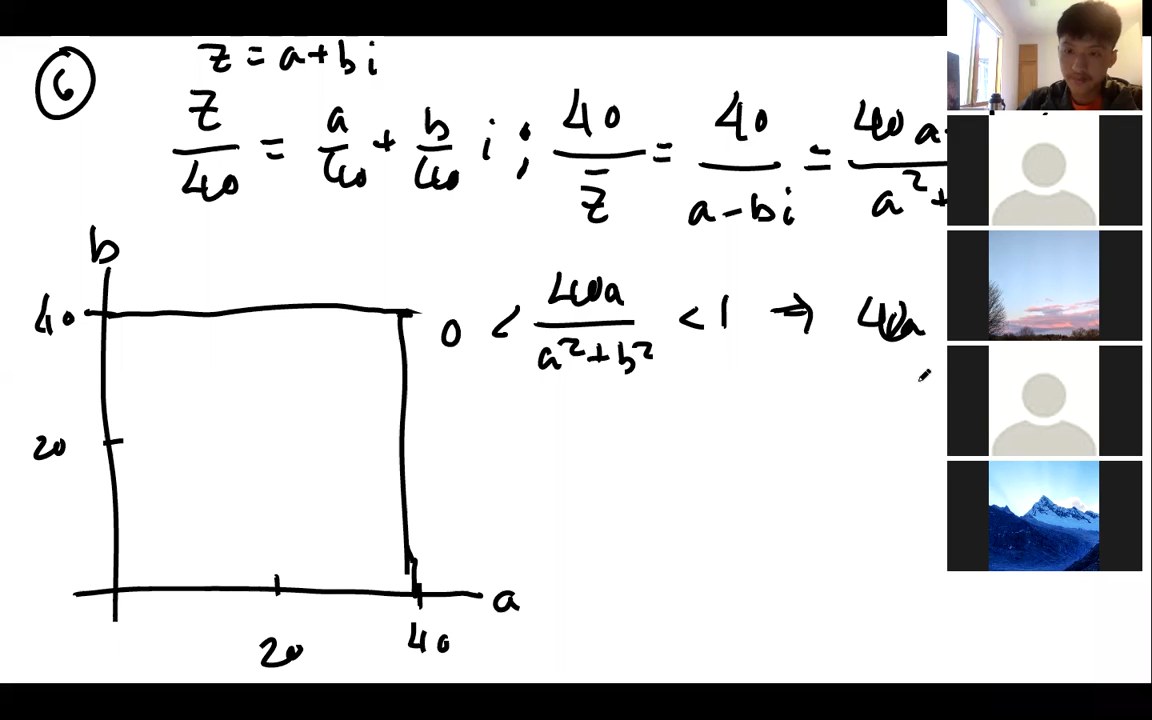 ⑥ z = a + bi
z/40 = a/40 + b/40 i ; 40/z̄ = 40/(a - bi) = 40a/a² +
b
40
0 < 40a/(a² + b²) < 1 ⇒ 40a
20
a
20 40